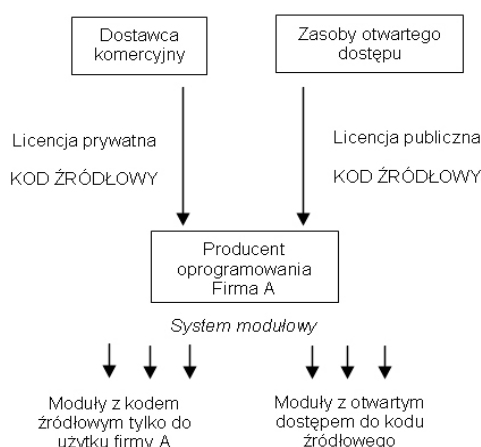 Dostawca
komercyjny
Zasoby otwartego
dostępu
Licencja prywatna
KOD ŹRÓDŁOWY
Licencja publiczna
KOD ŹRÓDŁOWY
Producent
oprogramowania
Firma A
System modułowy
Moduły z kodem
źródłowym tylko do
użytku firmy A
Moduły z otwartym
dostępem do kodu
źródłowego